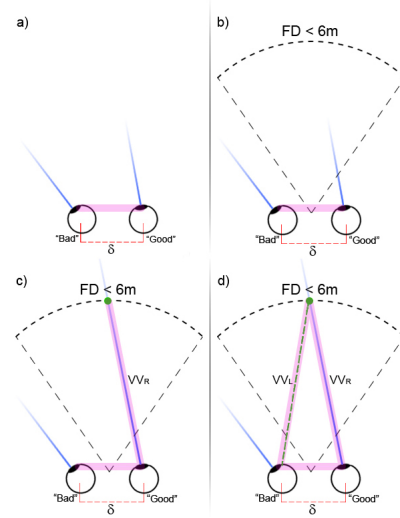 a)
"Bad"
"Good"
δ
b)
FD < 6m
"Bad"
"Good"
δ
c)
FD < 6m
VVR
"Bad"
"Good"
δ
d)
FD < 6m
VVL
VVR
"Bad"
"Good"
δ